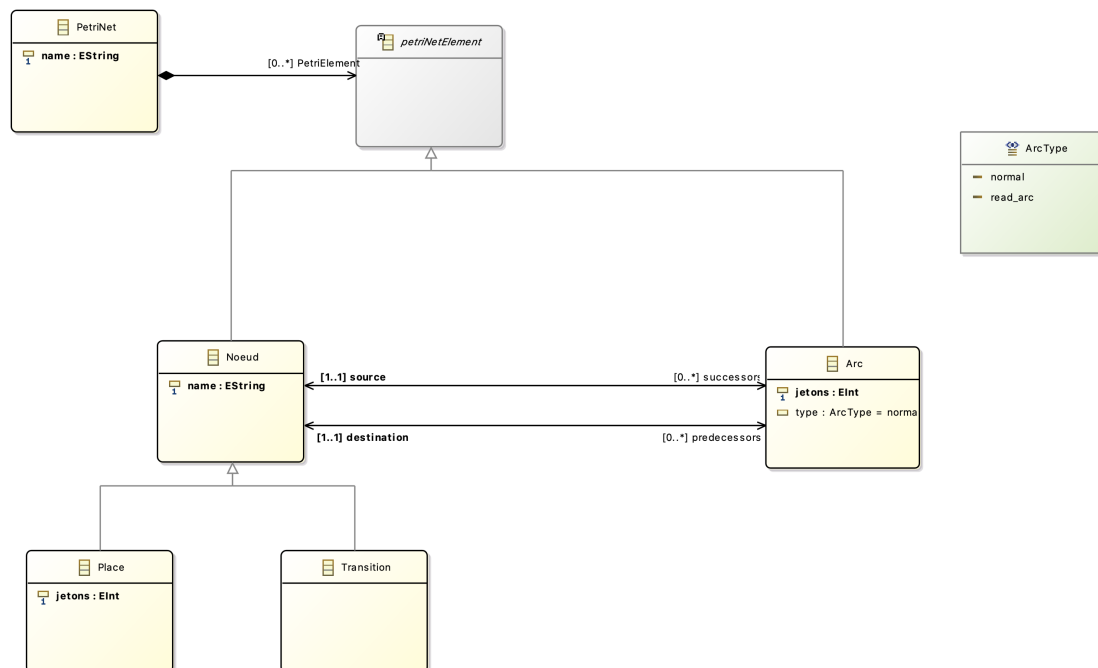 PetriNet
name : EString
petriNetElement
[0..*] PetriElement
ArcType
normal
read_arc
Noeud
name : EString
[1..1] source
[0..*] successors
[1..1] destination
[0..*] predecessors
Arc
jetons : EInt
type : ArcType = norma
Place
jetons : EInt
Transition